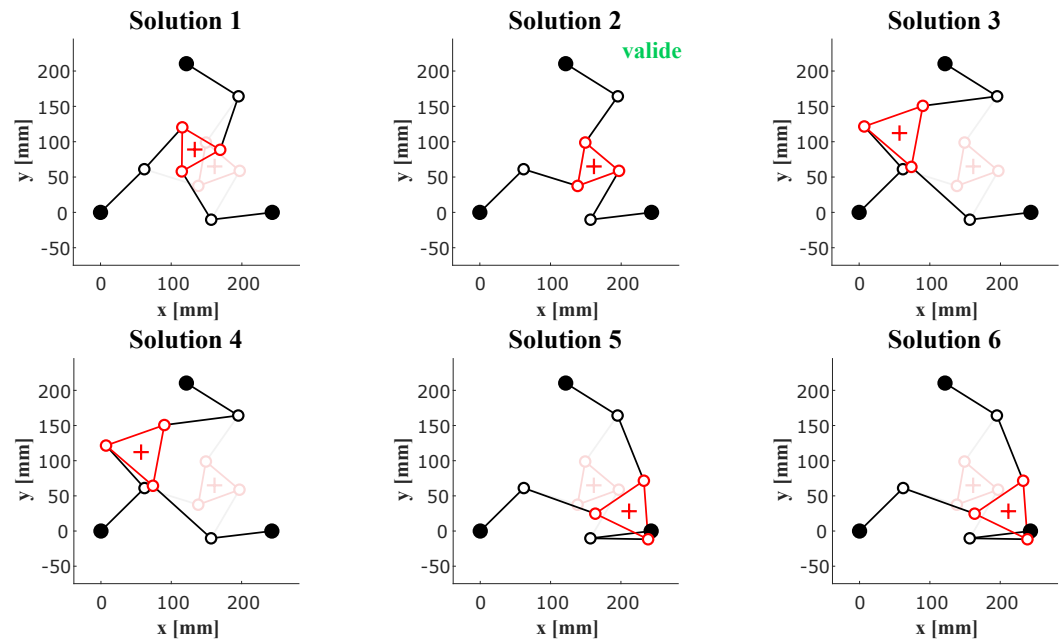 Solution 1
Solution 2
Solution 3
valide
200
150
100
50
0
-50
y [mm]
0 100 200
x [mm]
200
150
100
50
0
-50
y [mm]
0 100 200
x [mm]
200
150
100
50
0
-50
y [mm]
0 100 200
x [mm]
Solution 4
Solution 5
Solution 6
200
150
100
50
0
-50
y [mm]
0 100 200
x [mm]
200
150
100
50
0
-50
y [mm]
0 100 200
x [mm]
200
150
100
50
0
-50
y [mm]
0 100 200
x [mm]